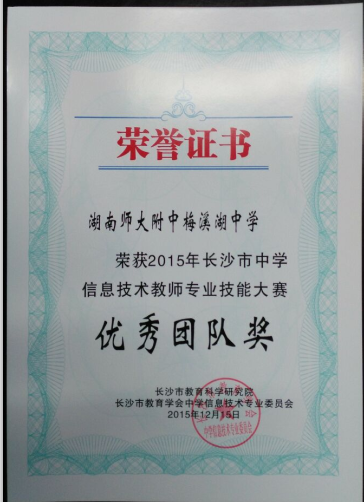 荣誉证书
湖南师大附中梅溪湖中学
荣获2015年长沙市中学
信息技术教师专业技能大赛
优秀团队奖
长沙市教育科学研究院
长沙市教育学会中学信息技术专业委员会
2015年12月15日